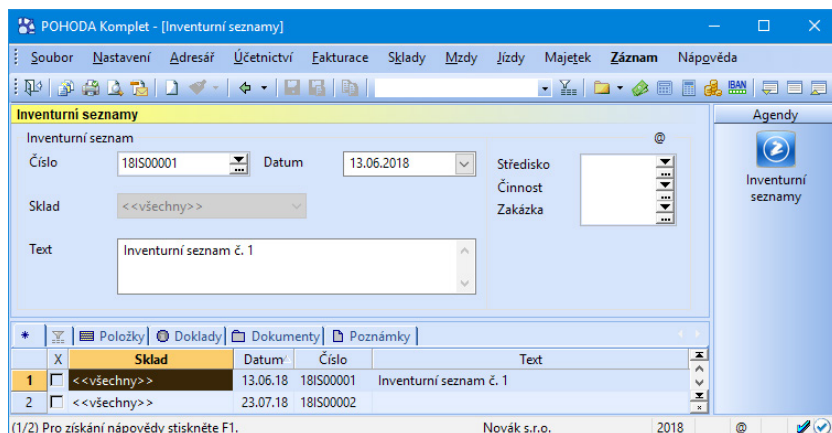 POHODA Komplet - [Inventurní seznamy]
Soubor Nastavení Adresář Účetnictví Fakturace Sklady Mzdy Jízdy Majetek Záznam Nápověda
IBAN
Inventurní seznamy
Agendy
Inventurní seznam @
Číslo 18IS00001 Datum 13.06.2018 Středisko
Činnost
Sklad <<všechny>> Zakázka
Inventurní seznamy
Text Inventurní seznam č. 1
* Položky Doklady Dokumenty Poznámky
X Sklad Datum Číslo Text
1 <<všechny>> 13.06.18 18IS00001 Inventurní seznam č. 1
2 <<všechny>> 23.07.18 18IS00002
(1/2) Pro získání nápovědy stiskněte F1. Novák s.r.o. 2018 @